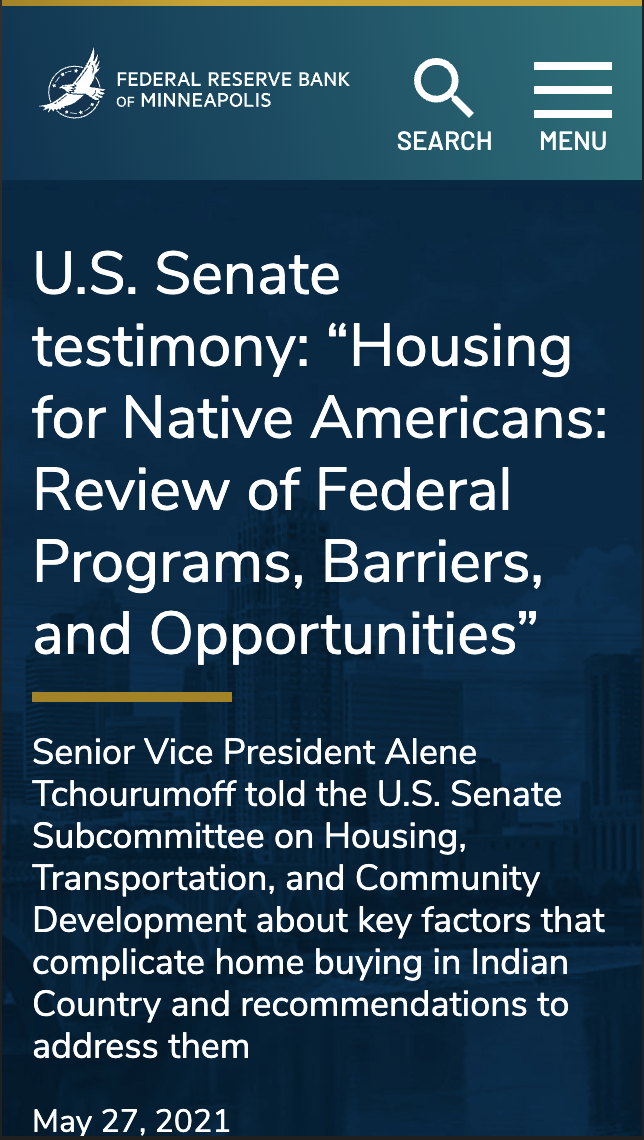 FEDERAL RESERVE BANK
OF MINNEAPOLIS
SEARCH
MENU
U.S. Senate
testimony: “Housing
for Native Americans:
Review of Federal
Programs, Barriers,
and Opportunities”
Senior Vice President Alene
Tchourumoff told the U.S. Senate
Subcommittee on Housing,
Transportation, and Community
Development about key factors that
complicate home buying in Indian
Country and recommendations to
address them
May 27, 2021